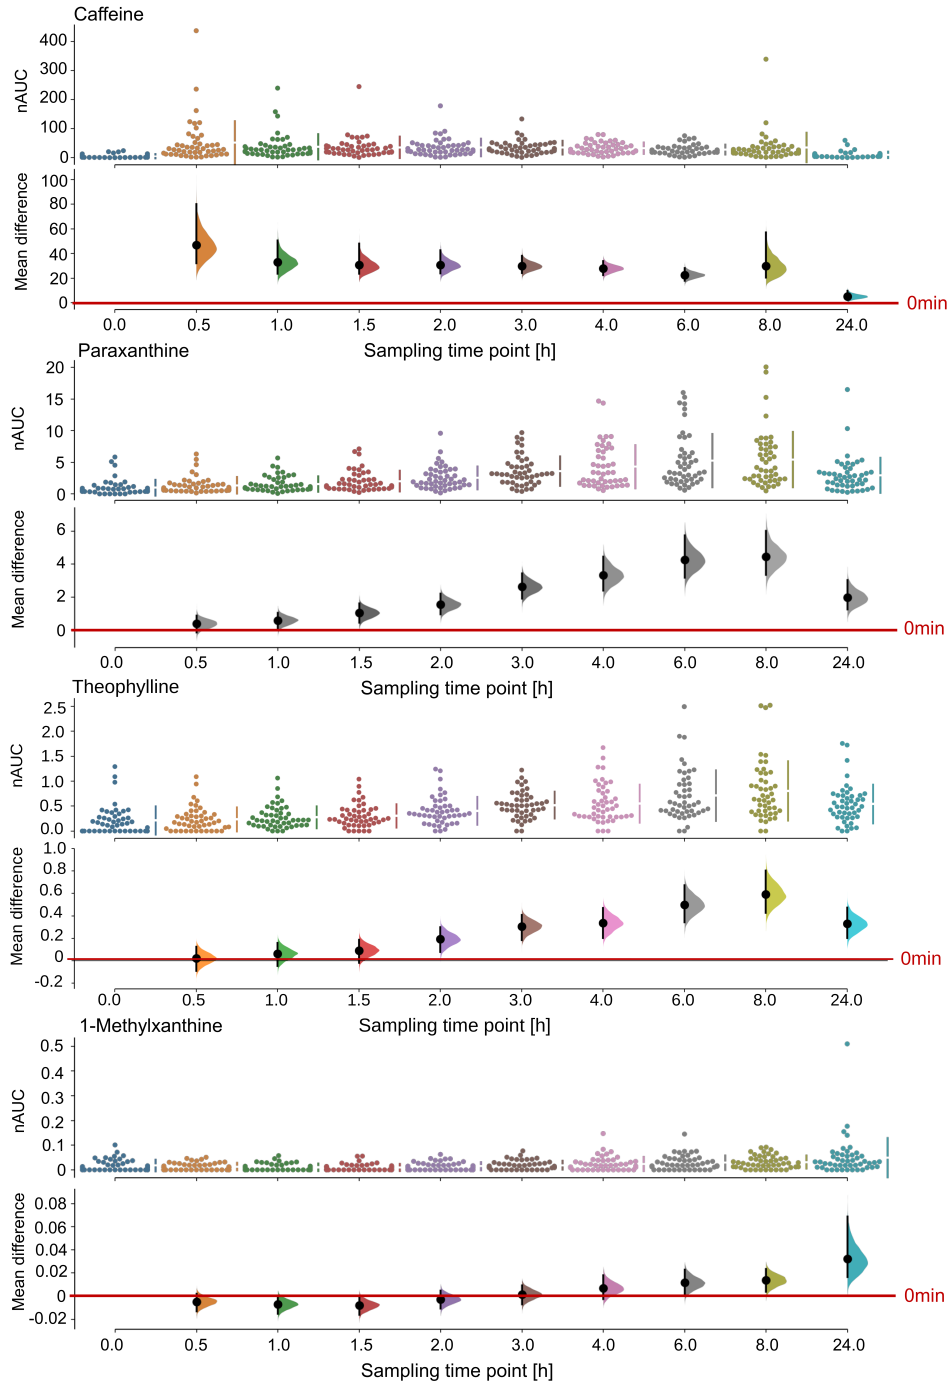 Caffeine
nAUC
400
300
200
100
0
Mean difference
100
80
60
40
20
0
0min
0.0 0.5 1.0 1.5 2.0 3.0 4.0 6.0 8.0 24.0
Sampling time point [h]
Paraxanthine
nAUC
20
15
10
5
0
Mean difference
6
4
2
0
0min
0.0 0.5 1.0 1.5 2.0 3.0 4.0 6.0 8.0 24.0
Sampling time point [h]
Theophylline
nAUC
2.5
2.0
1.5
1.0
0.5
0.0
Mean difference
1.0
0.8
0.6
0.4
0.2
0
-0.2
0min
0.0 0.5 1.0 1.5 2.0 3.0 4.0 6.0 8.0 24.0
Sampling time point [h]
1-Methylxanthine
nAUC
0.5
0.4
0.3
0.2
0.1
0
Mean difference
0.08
0.06
0.04
0.02
0
-0.02
0min
0.0 0.5 1.0 1.5 2.0 3.0 4.0 6.0 8.0 24.0
Sampling time point [h]